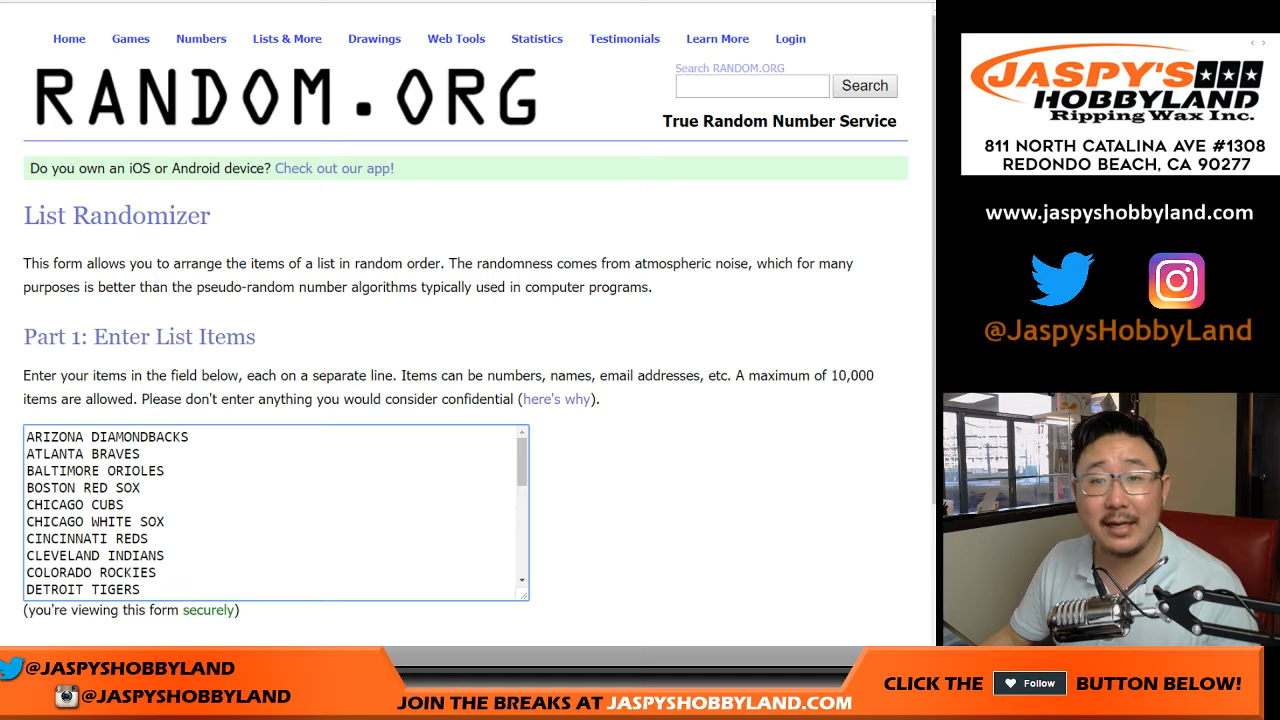 Home Games Numbers Lists & More Drawings Web Tools Statistics Testimonials Learn More Login
RANDOM.ORG
Search RANDOM.ORG
Search
True Random Number Service
Do you own an iOS or Android device? Check out our app!
List Randomizer
This form allows you to arrange the items of a list in random order. The randomness comes from atmospheric noise, which for many
purposes is better than the pseudo-random number algorithms typically used in computer programs.
Part 1: Enter List Items
Enter your items in the field below, each on a separate line. Items can be numbers, names, email addresses, etc. A maximum of 10,000
items are allowed. Please don't enter anything you would consider confidential (here's why).
ARIZONA DIAMONDBACKS
ATLANTA BRAVES
BALTIMORE ORIOLES
BOSTON RED SOX
CHICAGO CUBS
CHICAGO WHITE SOX
CINCINNATI REDS
CLEVELAND INDIANS
COLORADO ROCKIES
DETROIT TIGERS
(you're viewing this form securely)
JASPY'S
HOBBYLAND
Ripping Wax Inc.
811 NORTH CATALINA AVE #1308
REDONDO BEACH, CA 90277
www.jaspyshobbyland.com
@JaspysHobbyLand
@JASPYSHOBBYLAND
@JASPYSHOBBYLAND
JOIN THE BREAKS AT JASPYSHOBBYLAND.COM
CLICK THE Follow BUTTON BELOW!